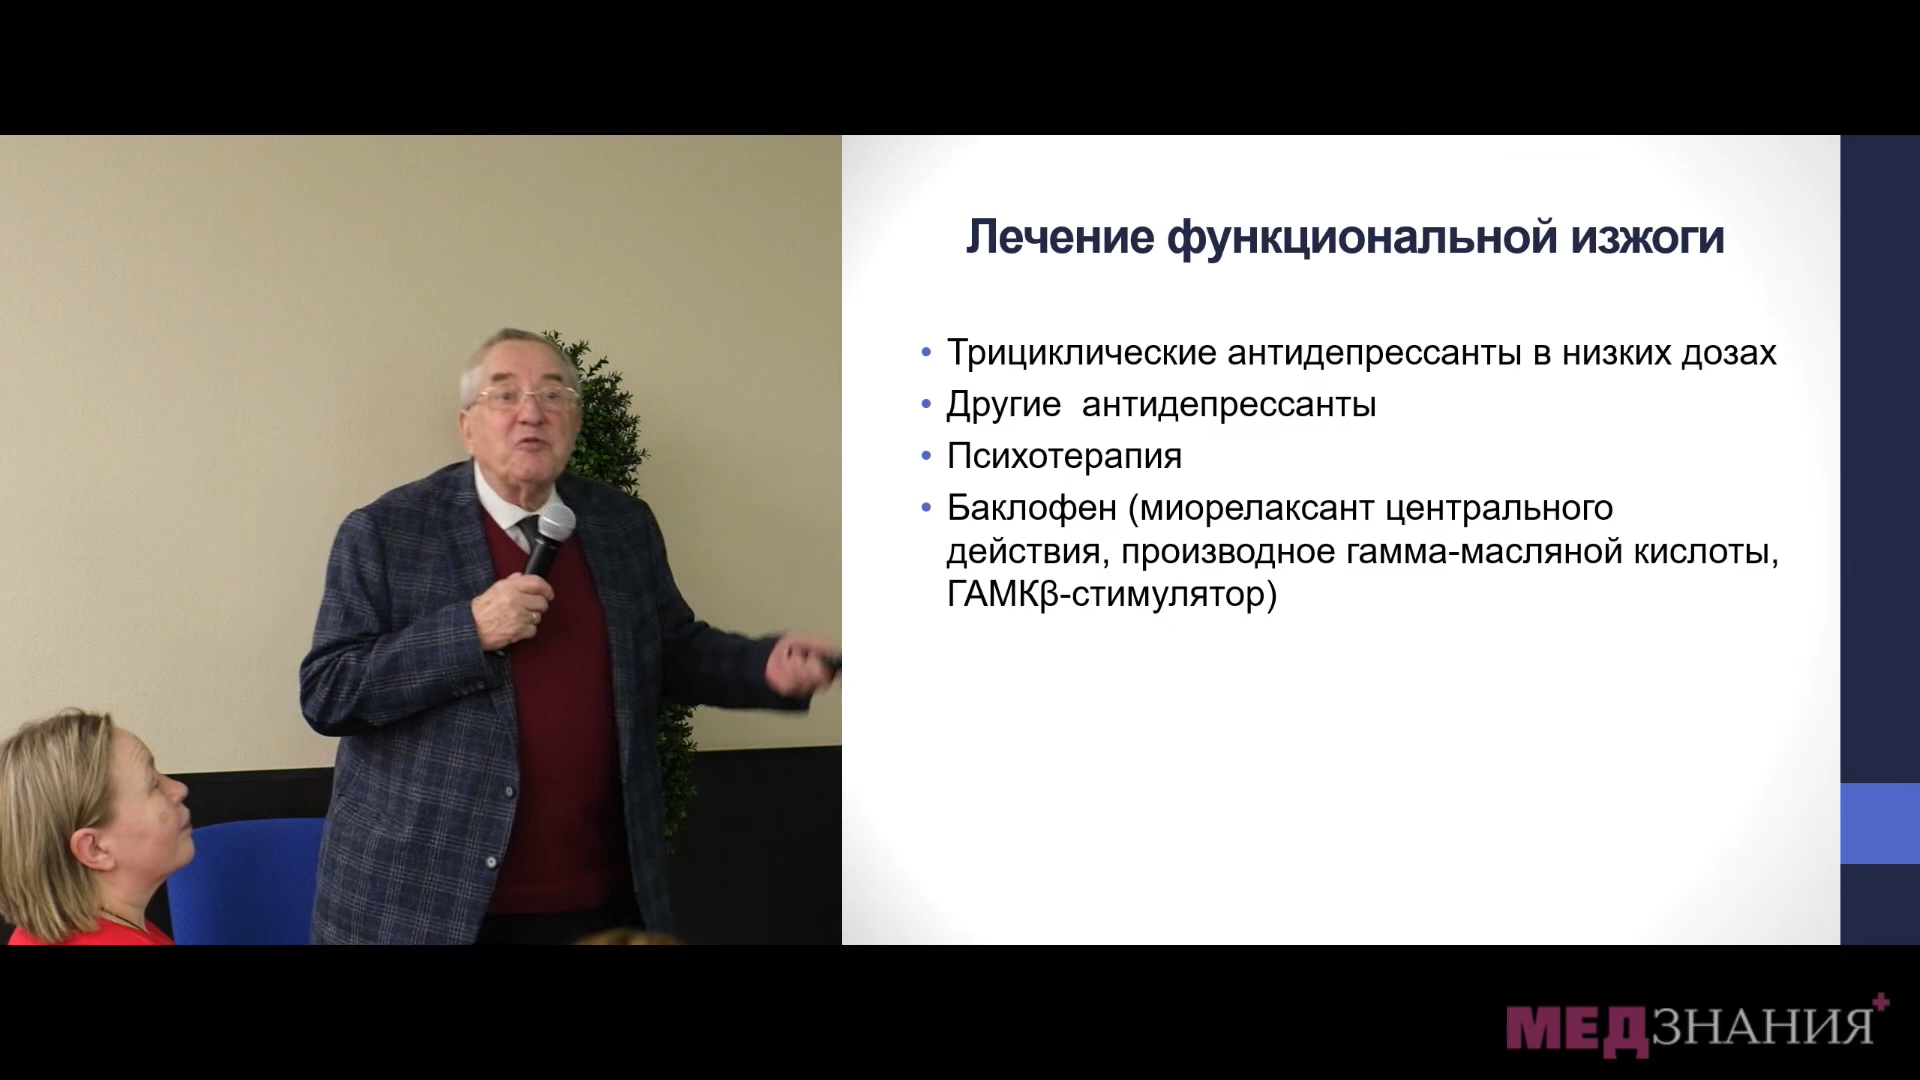 Лечение функциональной изжоги
• Трициклические антидепрессанты в низких дозах
• Другие антидепрессанты
• Психотерапия
• Баклофен (миорелаксант центрального
действия, производное гамма-масляной кислоты,
ГАМКβ-стимулятор)
МЕДЗНАНИЯ+